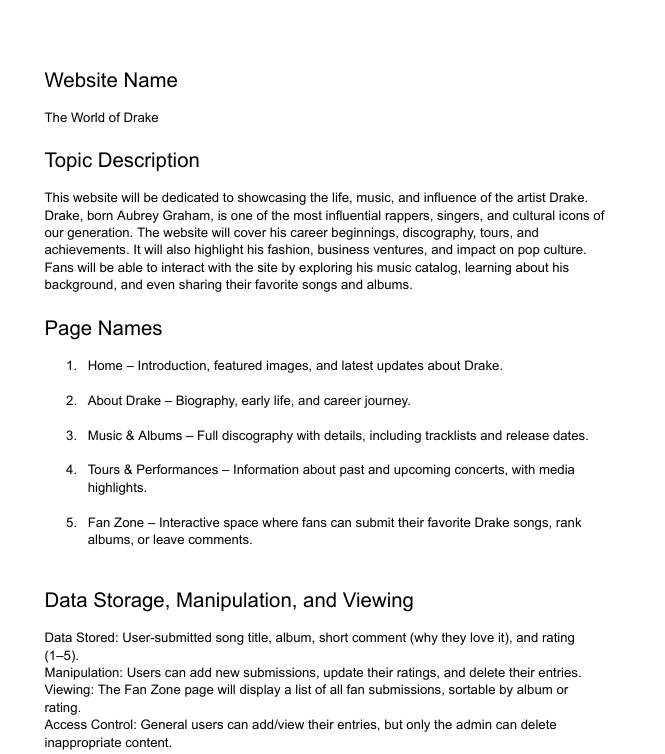 Website Name
The World of Drake
Topic Description
This website will be dedicated to showcasing the life, music, and influence of the artist Drake.
Drake, born Aubrey Graham, is one of the most influential rappers, singers, and cultural icons of
our generation. The website will cover his career beginnings, discography, tours, and
achievements. It will also highlight his fashion, business ventures, and impact on pop culture.
Fans will be able to interact with the site by exploring his music catalog, learning about his
background, and even sharing their favorite songs and albums.
Page Names
1. Home – Introduction, featured images, and latest updates about Drake.
2. About Drake – Biography, early life, and career journey.
3. Music & Albums – Full discography with details, including tracklists and release dates.
4. Tours & Performances – Information about past and upcoming concerts, with media
highlights.
5. Fan Zone – Interactive space where fans can submit their favorite Drake songs, rank
albums, or leave comments.
Data Storage, Manipulation, and Viewing
Data Stored: User-submitted song title, album, short comment (why they love it), and rating
(1–5).
Manipulation: Users can add new submissions, update their ratings, and delete their entries.
Viewing: The Fan Zone page will display a list of all fan submissions, sortable by album or
rating.
Access Control: General users can add/view their entries, but only the admin can delete
inappropriate content.